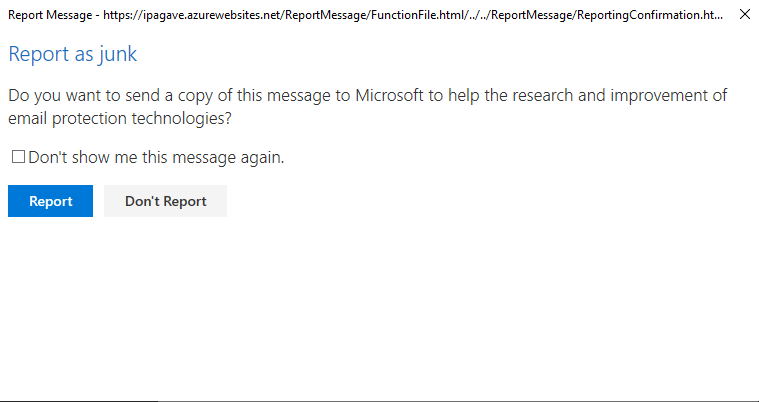 Report Message - https://ipagave.azurewebsites.net/ReportMessage/FunctionFile.html/../../ReportMessage/ReportingConfirmation.ht...
Report as junk
Do you want to send a copy of this message to Microsoft to help the research and improvement of
email protection technologies?
Don't show me this message again.
Report Don't Report